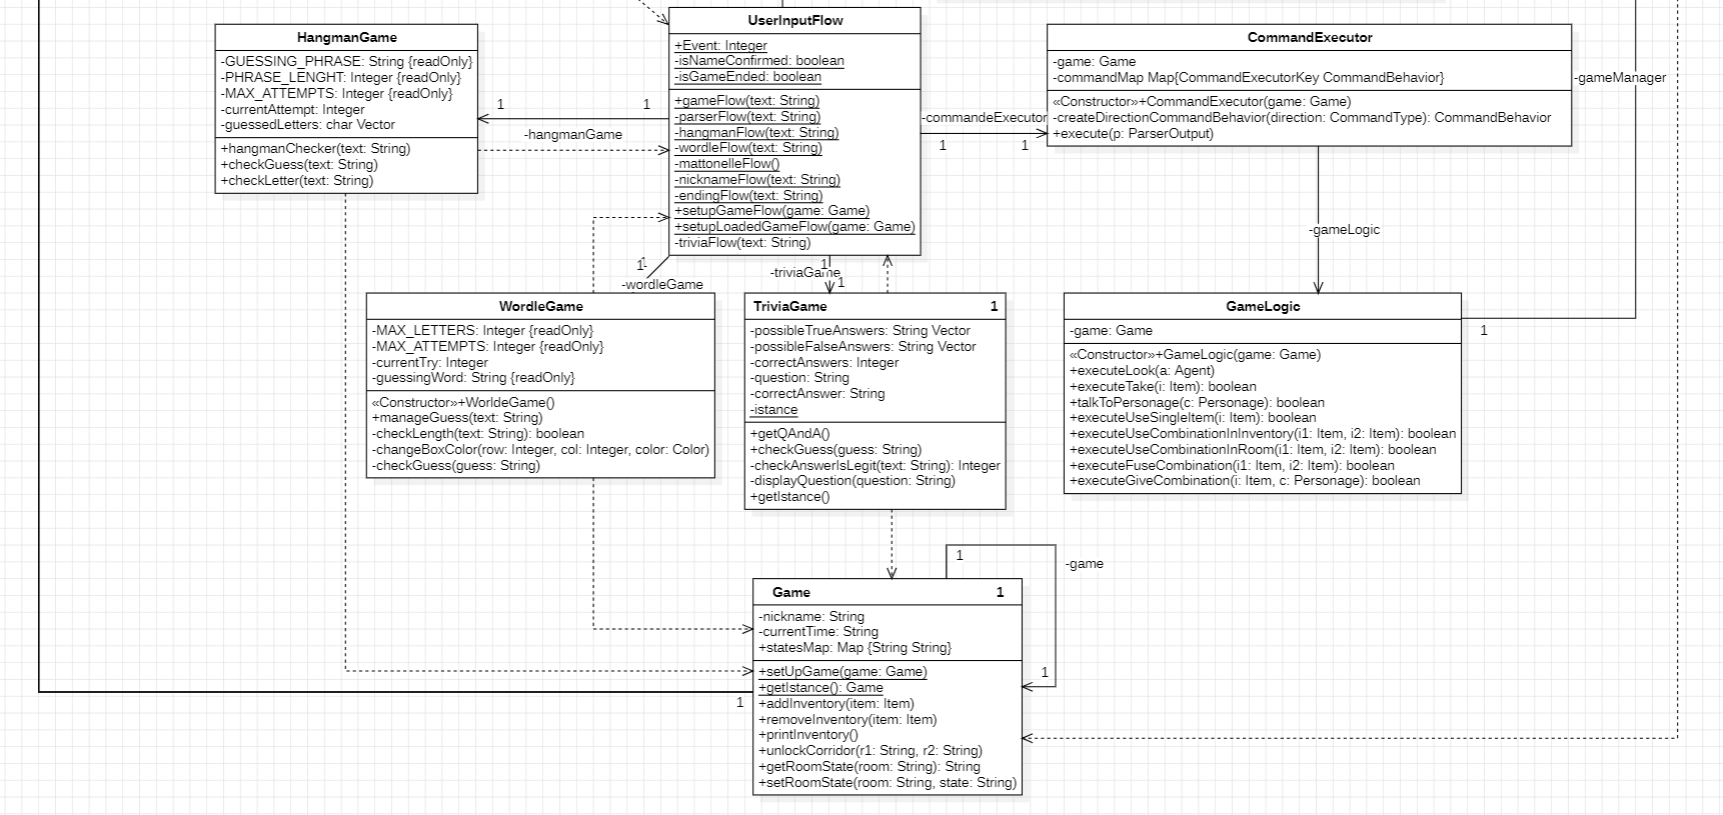 HangmanGame
-GUESSING_PHRASE: String {readOnly}
-PHRASE_LENGHT: Integer {readOnly}
-MAX_ATTEMPTS: Integer {readOnly}
-currentAttempt: Integer
-guessedLetters: char Vector
+hangmanChecker(text: String)
+checkGuess(text: String)
+checkLetter(text: String)
1
1
-hangmanGame
UserInputFlow
+Event: Integer
-isNameConfirmed: boolean
-isGameEnded: boolean
+gameFlow(text: String)
-parserFlow(text: String)
-hangmanFlow(text: String)
-wordleFlow(text: String)
-mattonelleFlow()
-nicknameFlow(text: String)
-endingFlow(text: String)
+setupGameFlow(game: Game)
+setupLoadedGameFlow(game: Game)
-triviaFlow(text: String)
-commandeExecutor
1
1
CommandExecutor
-game: Game
-commandMap Map{CommandExecutorKey CommandBehavior}
«Constructor»+CommandExecutor(game: Game)
-createDirectionCommandBehavior(direction: CommandType): CommandBehavior
+execute(p: ParserOutput)
-gameManager
-gameLogic
1
-wordleGame
1
-triviaGame
1
WordleGame
-MAX_LETTERS: Integer {readOnly}
-MAX_ATTEMPTS: Integer {readOnly}
-currentTry: Integer
-guessingWord: String {readOnly}
«Constructor»+WorldeGame()
+manageGuess(text: String)
-checkLength(text: String): boolean
-changeBoxColor(row: Integer, col: Integer, color: Color)
-checkGuess(guess: String)
TriviaGame 1
-possibleTrueAnswers: String Vector
-possibleFalseAnswers: String Vector
-correctAnswers: Integer
-question: String
-correctAnswer: String
-istance
+getQAndA()
+checkGuess(guess: String)
-checkAnswerIsLegit(text: String): Integer
-displayQuestion(question: String)
+getIstance()
GameLogic
-game: Game
«Constructor»+GameLogic(game: Game)
+executeLook(a: Agent)
+executeTake(i: Item): boolean
+talkToPersonage(c: Personage): boolean
+executeUseSingleItem(i: Item): boolean
+executeUseCombinationInInventory(i1: Item, i2: Item): boolean
+executeUseCombinationInRoom(i1: Item, i2: Item): boolean
+executeFuseCombination(i1: Item, i2: Item): boolean
+executeGiveCombination(i: Item, c: Personage): boolean
1
1
-game
1
Game 1
-nickname: String
-currentTime: String
+statesMap: Map {String String}
+setUpGame(game: Game)
+getIstance(): Game
+addInventory(item: Item)
+removeInventory(item: Item)
+printInventory()
+unlockCorridor(r1: String, r2: String)
+getRoomState(room: String): String
+setRoomState(room: String, state: String)
1